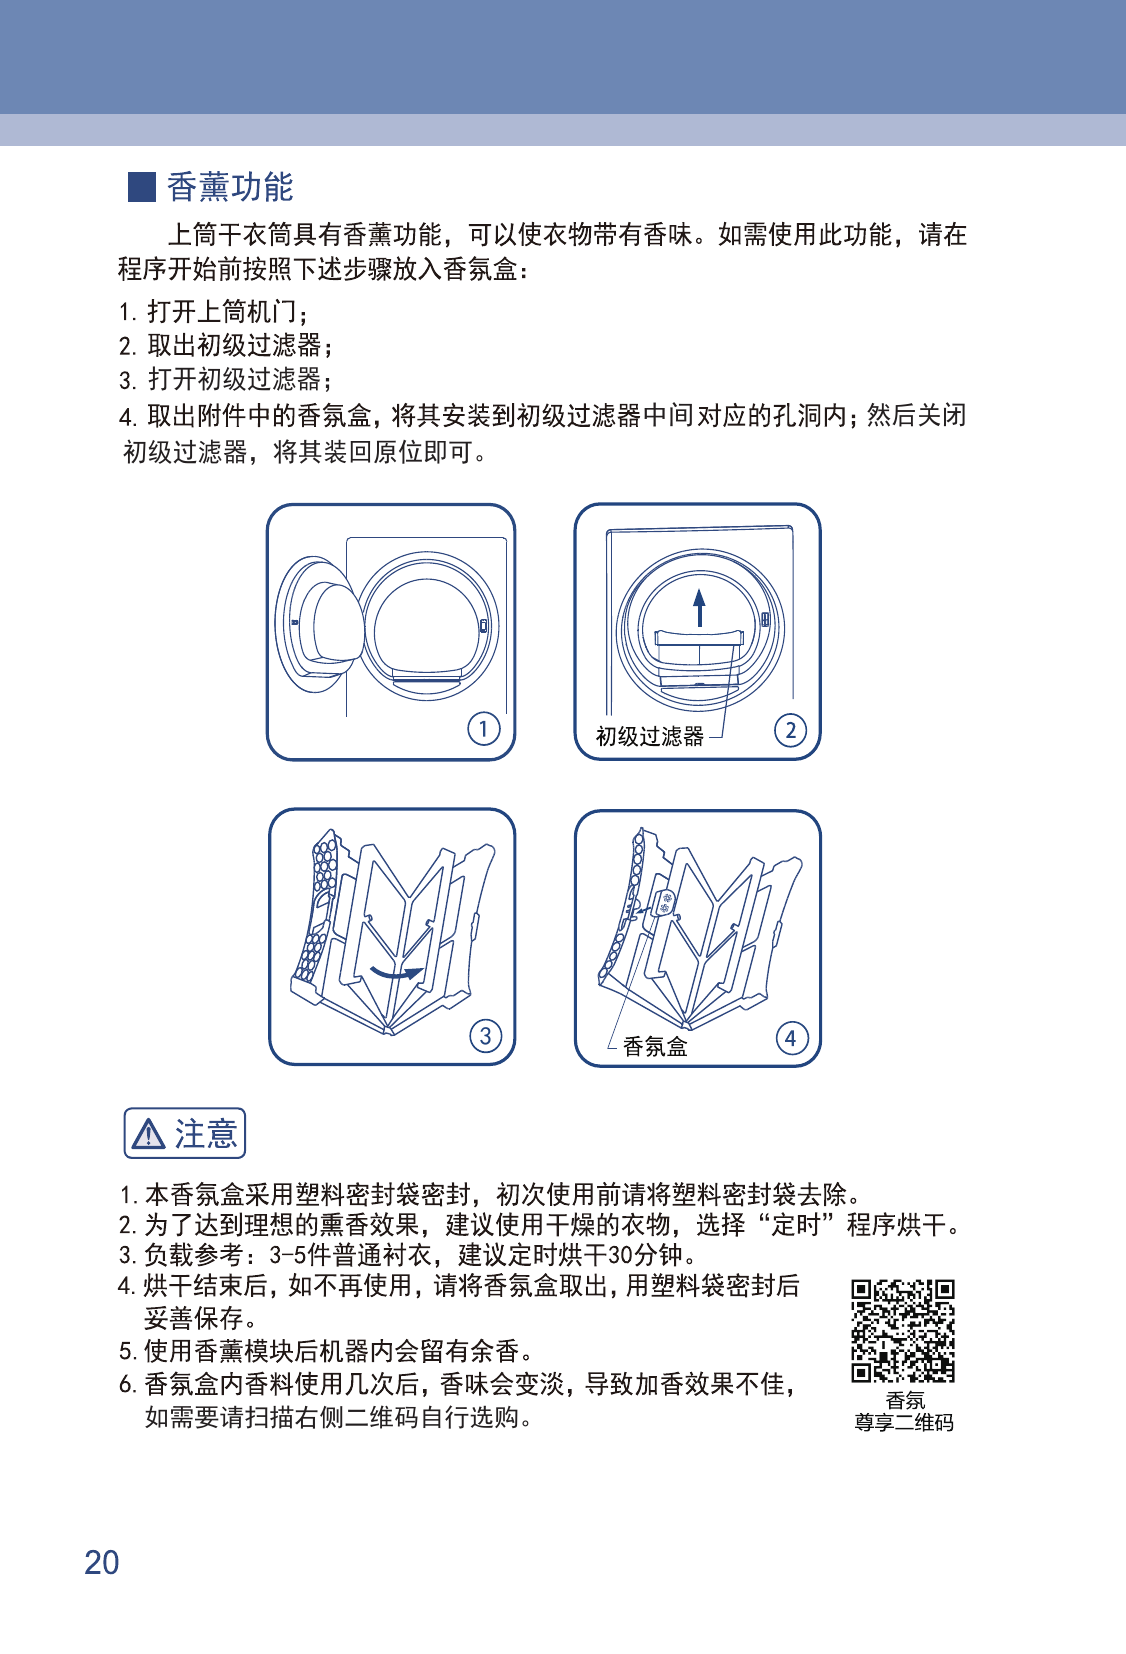 香薰功能
上筒干衣筒具有香薰功能，可以使衣物带有香味。如需使用此功能，请在
程序开始前按照下述步骤放入香氛盒：
1. 打开上筒机门；
2. 取出初级过滤器；
3. 打开初级过滤器；
4. 取出附件中的香氛盒，将其安装到初级过滤器中间对应的孔洞内；然后关闭
初级过滤器，将其装回原位即可。
1
初级过滤器
2
3
香氛盒
4
注意
1. 本香氛盒采用塑料密封袋密封，初次使用前请将塑料密封袋去除。
2. 为了达到理想的熏香效果，建议使用干燥的衣物，选择“定时”程序烘干。
3. 负载参考：3-5件普通衬衣，建议定时烘干30分钟。
4. 烘干结束后，如不再使用，请将香氛盒取出，用塑料袋密封后
妥善保存。
5. 使用香薰模块后机器内会留有余香。
6. 香氛盒内香料使用几次后，香味会变淡，导致加香效果不佳，
如需要请扫描右侧二维码自行选购。
香氛
尊享二维码
20